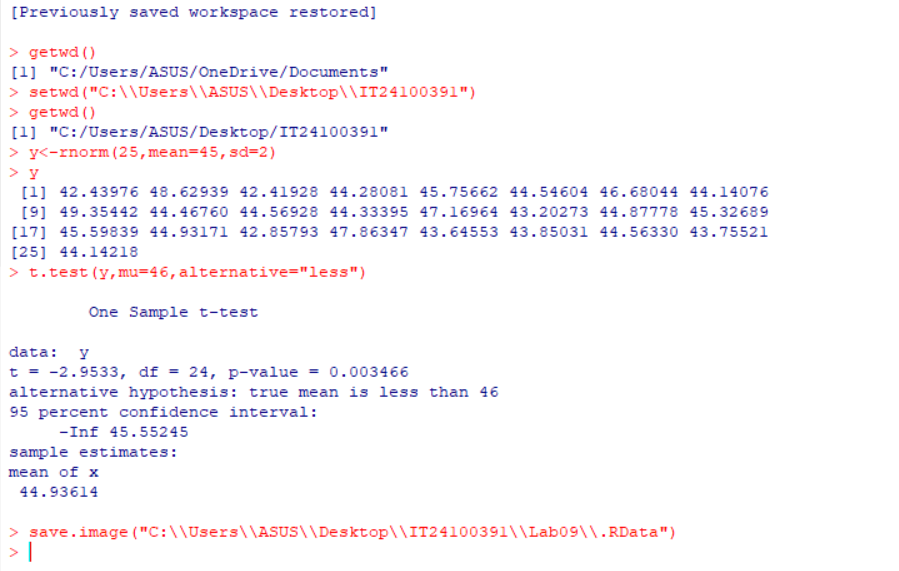 [Previously saved workspace restored]
> getwd()
[1] "C:/Users/ASUS/OneDrive/Documents"
> setwd("C:\\Users\\ASUS\\Desktop\\IT24100391")
> getwd()
[1] "C:/Users/ASUS/Desktop/IT24100391"
> y<-rnorm(25,mean=45,sd=2)
> y
 [1] 42.43976 48.62939 42.41928 44.28081 45.75662 44.54604 46.68044 44.14076
 [9] 49.35442 44.46760 44.56928 44.33395 47.16964 43.20273 44.87778 45.32689
[17] 45.59839 44.93171 42.85793 47.86347 43.64553 43.85031 44.56330 43.75521
[25] 44.14218
> t.test(y,mu=46,alternative="less")
        One Sample t-test
data:  y
t = -2.9533, df = 24, p-value = 0.003466
alternative hypothesis: true mean is less than 46
95 percent confidence interval:
     -Inf 45.55245
sample estimates:
mean of x
 44.93614
> save.image("C:\\Users\\ASUS\\Desktop\\IT24100391\\Lab09\\.RData")
>